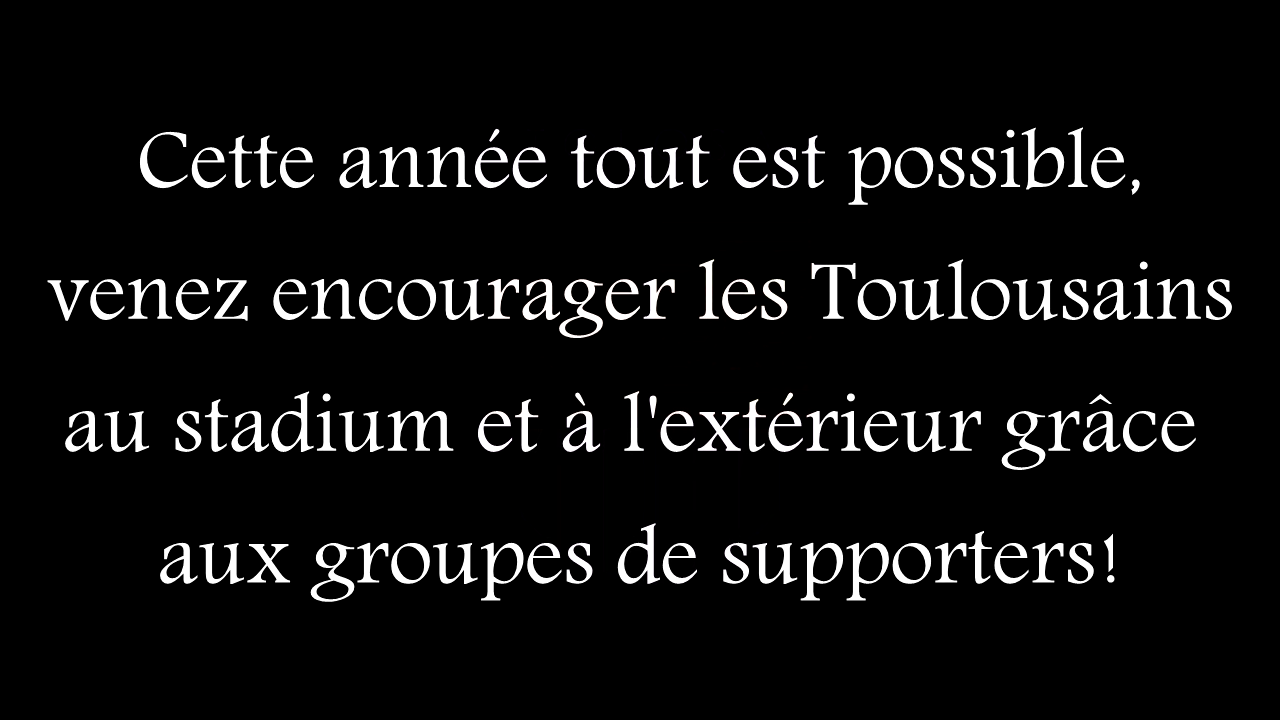 Cette année tout est possible,
venez encourager les Toulousains
au stadium et à l'extérieur grâce
aux groupes de supporters!